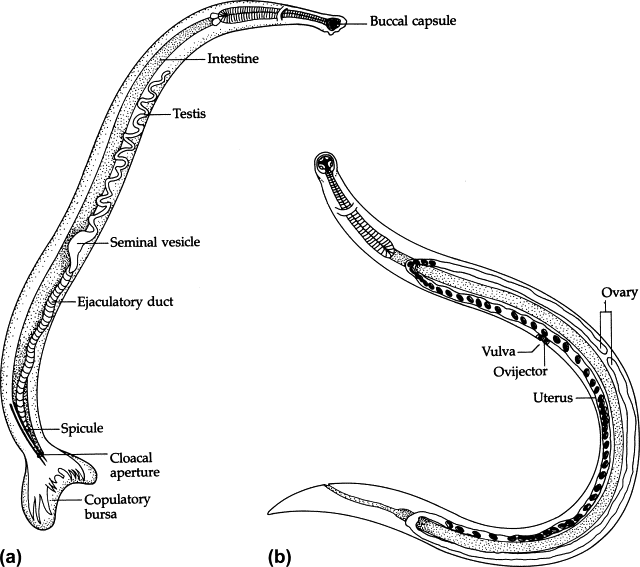 Buccal capsule
Intestine
Testis
Seminal vesicle
Ejaculatory duct
Spicule
Cloacal
aperture
Copulatory
bursa
(a)
Ovary
Vulva
Ovijector
Uterus
(b)